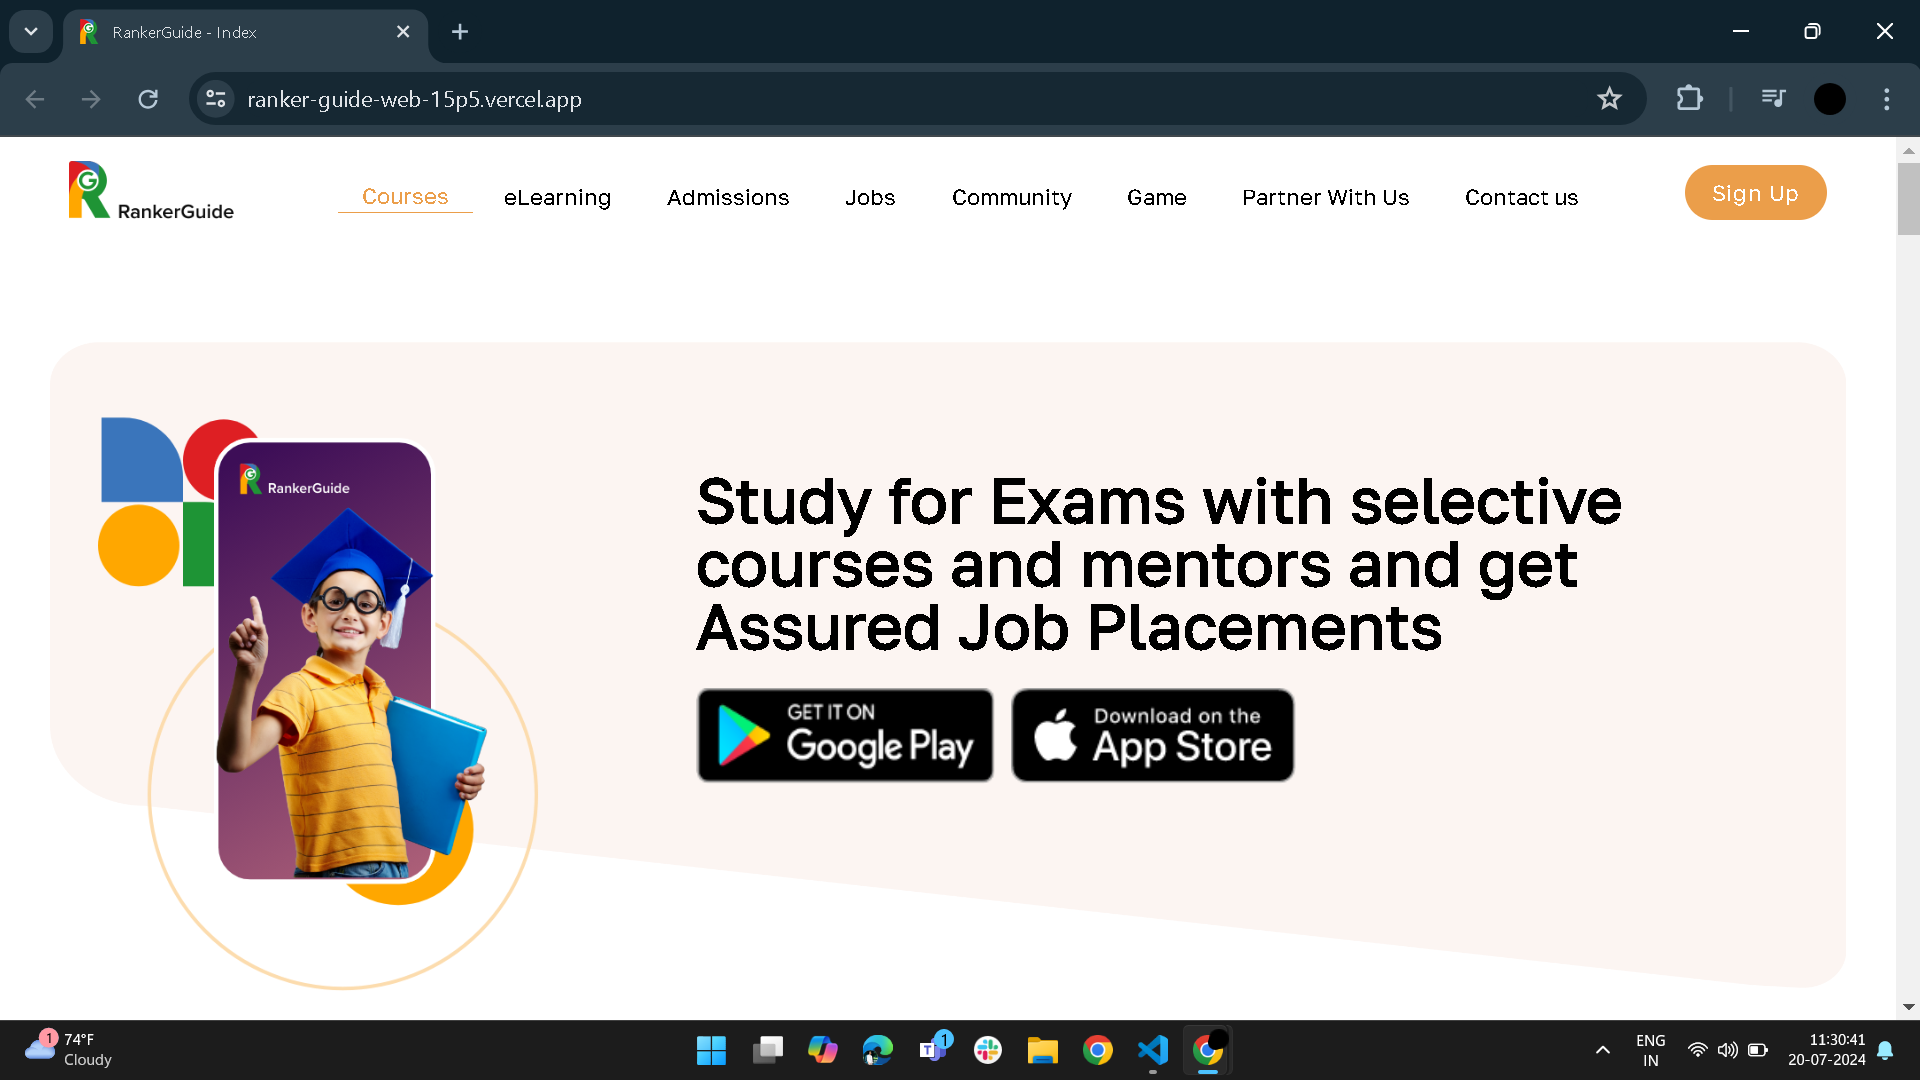 RankerGuide - Index
ranker-guide-web-15p5.vercel.app
RankerGuide
Courses
eLearning
Admissions
Jobs
Community
Game
Partner With Us
Contact us
Sign Up
RankerGuide
Study for Exams with selective
courses and mentors and get
Assured Job Placements
GET IT ON
Google Play
Download on the
App Store
1
74°F
Cloudy
1
ENG
IN
11:30:41
20-07-2024